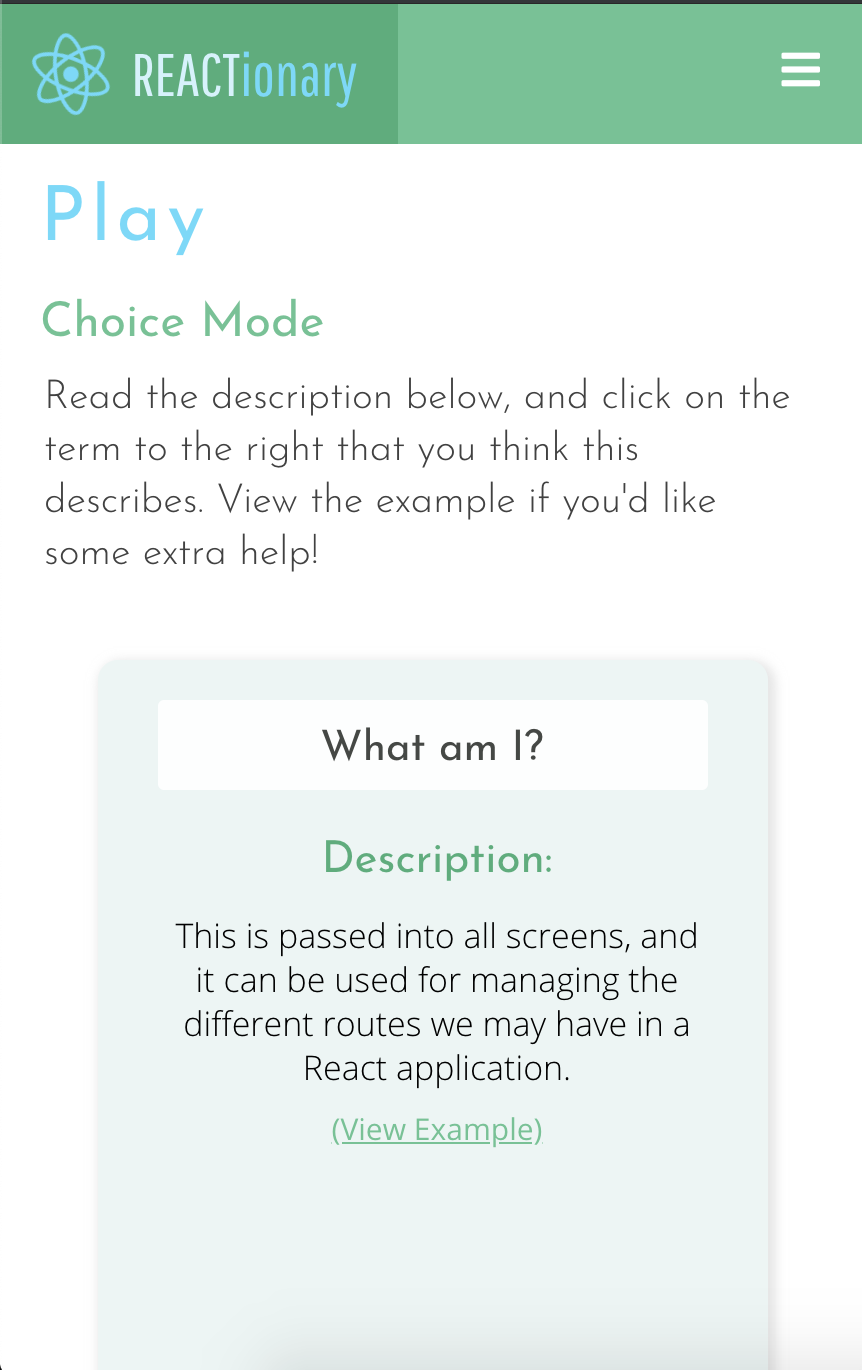 REACTionary
Play
Choice Mode
Read the description below, and click on the
term to the right that you think this
describes. View the example if you'd like
some extra help!
What am I?
Description:
This is passed into all screens, and
it can be used for managing the
different routes we may have in a
React application.
(View Example)